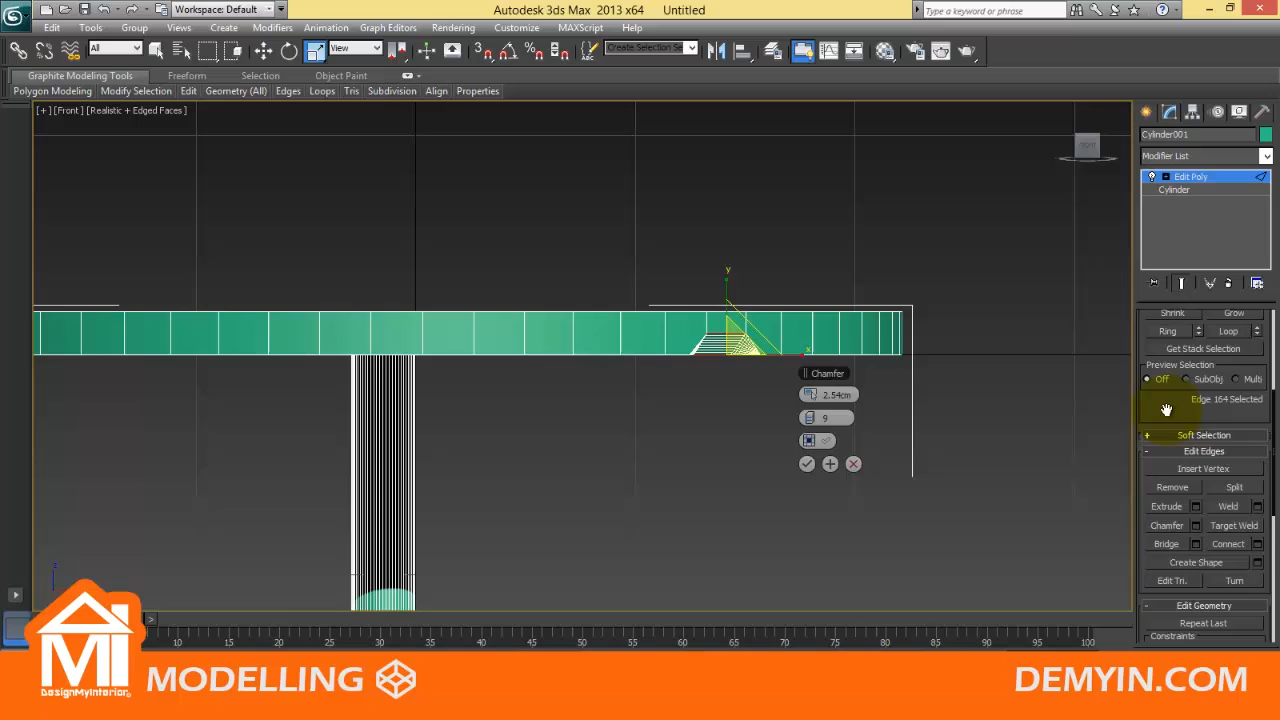 Workspace: Default
Autodesk 3ds Max 2013 x64 Untitled
Type a keyword or phrase
Edit Tools Group Views Create Modifiers Animation Graph Editors Rendering Customize MAXScript Help
All
View
3
Create Selection Se
Graphite Modeling Tools Freeform Selection Object Paint
Polygon Modeling Modify Selection Edit Geometry (All) Edges Loops Tris Subdivision Align Properties
[+] [Front] [Realistic + Edged Faces]
FRONT
Cylinder001
Modifier List
Edit Poly
Cylinder
y
x
z
Chamfer
2.54cm
9
Shrink Grow
Ring Loop
Get Stack Selection
Preview Selection
Off SubObj Multi
Edge 164 Selected
+ Soft Selection
- Edit Edges
Insert Vertex
Remove Split
Extrude Weld
Chamfer Target Weld
Bridge Connect
Create Shape
Edit Tri. Turn
- Edit Geometry
Repeat Last
Constraints
10 15 20 25 30 35 40 45 50 55 60 65 70 75 80 85 90 95 100
MI
DesignMyInterior
MODELLING
DEMYIN.COM